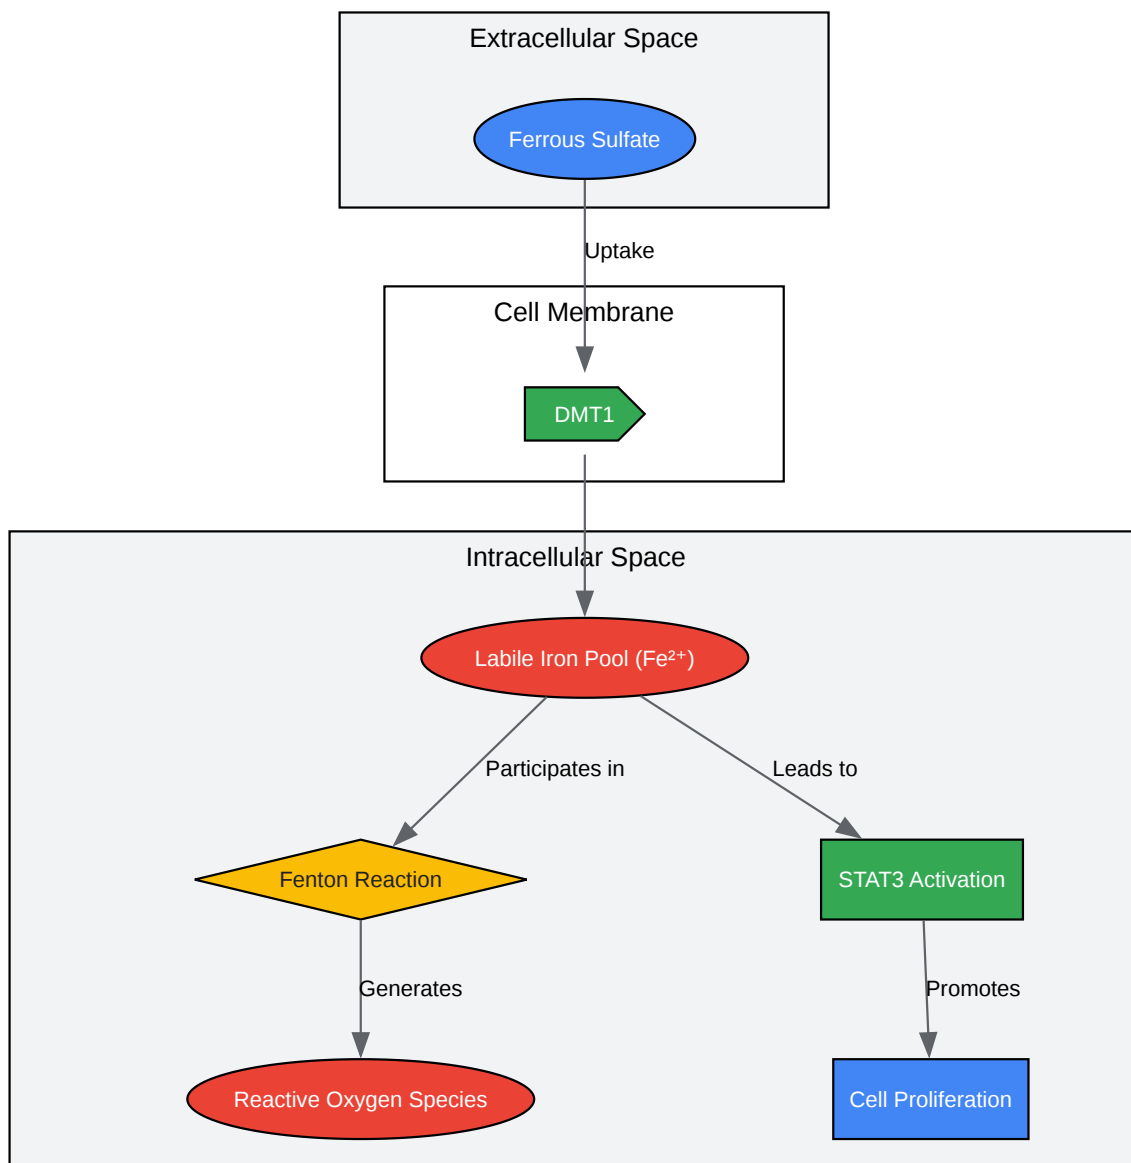 Extracellular Space
Ferrous Sulfate
Uptake
Cell Membrane
DMT1
Intracellular Space
Labile Iron Pool (Fe²⁺)
Participates in
Leads to
Fenton Reaction
STAT3 Activation
Generates
Promotes
Reactive Oxygen Species
Cell Proliferation